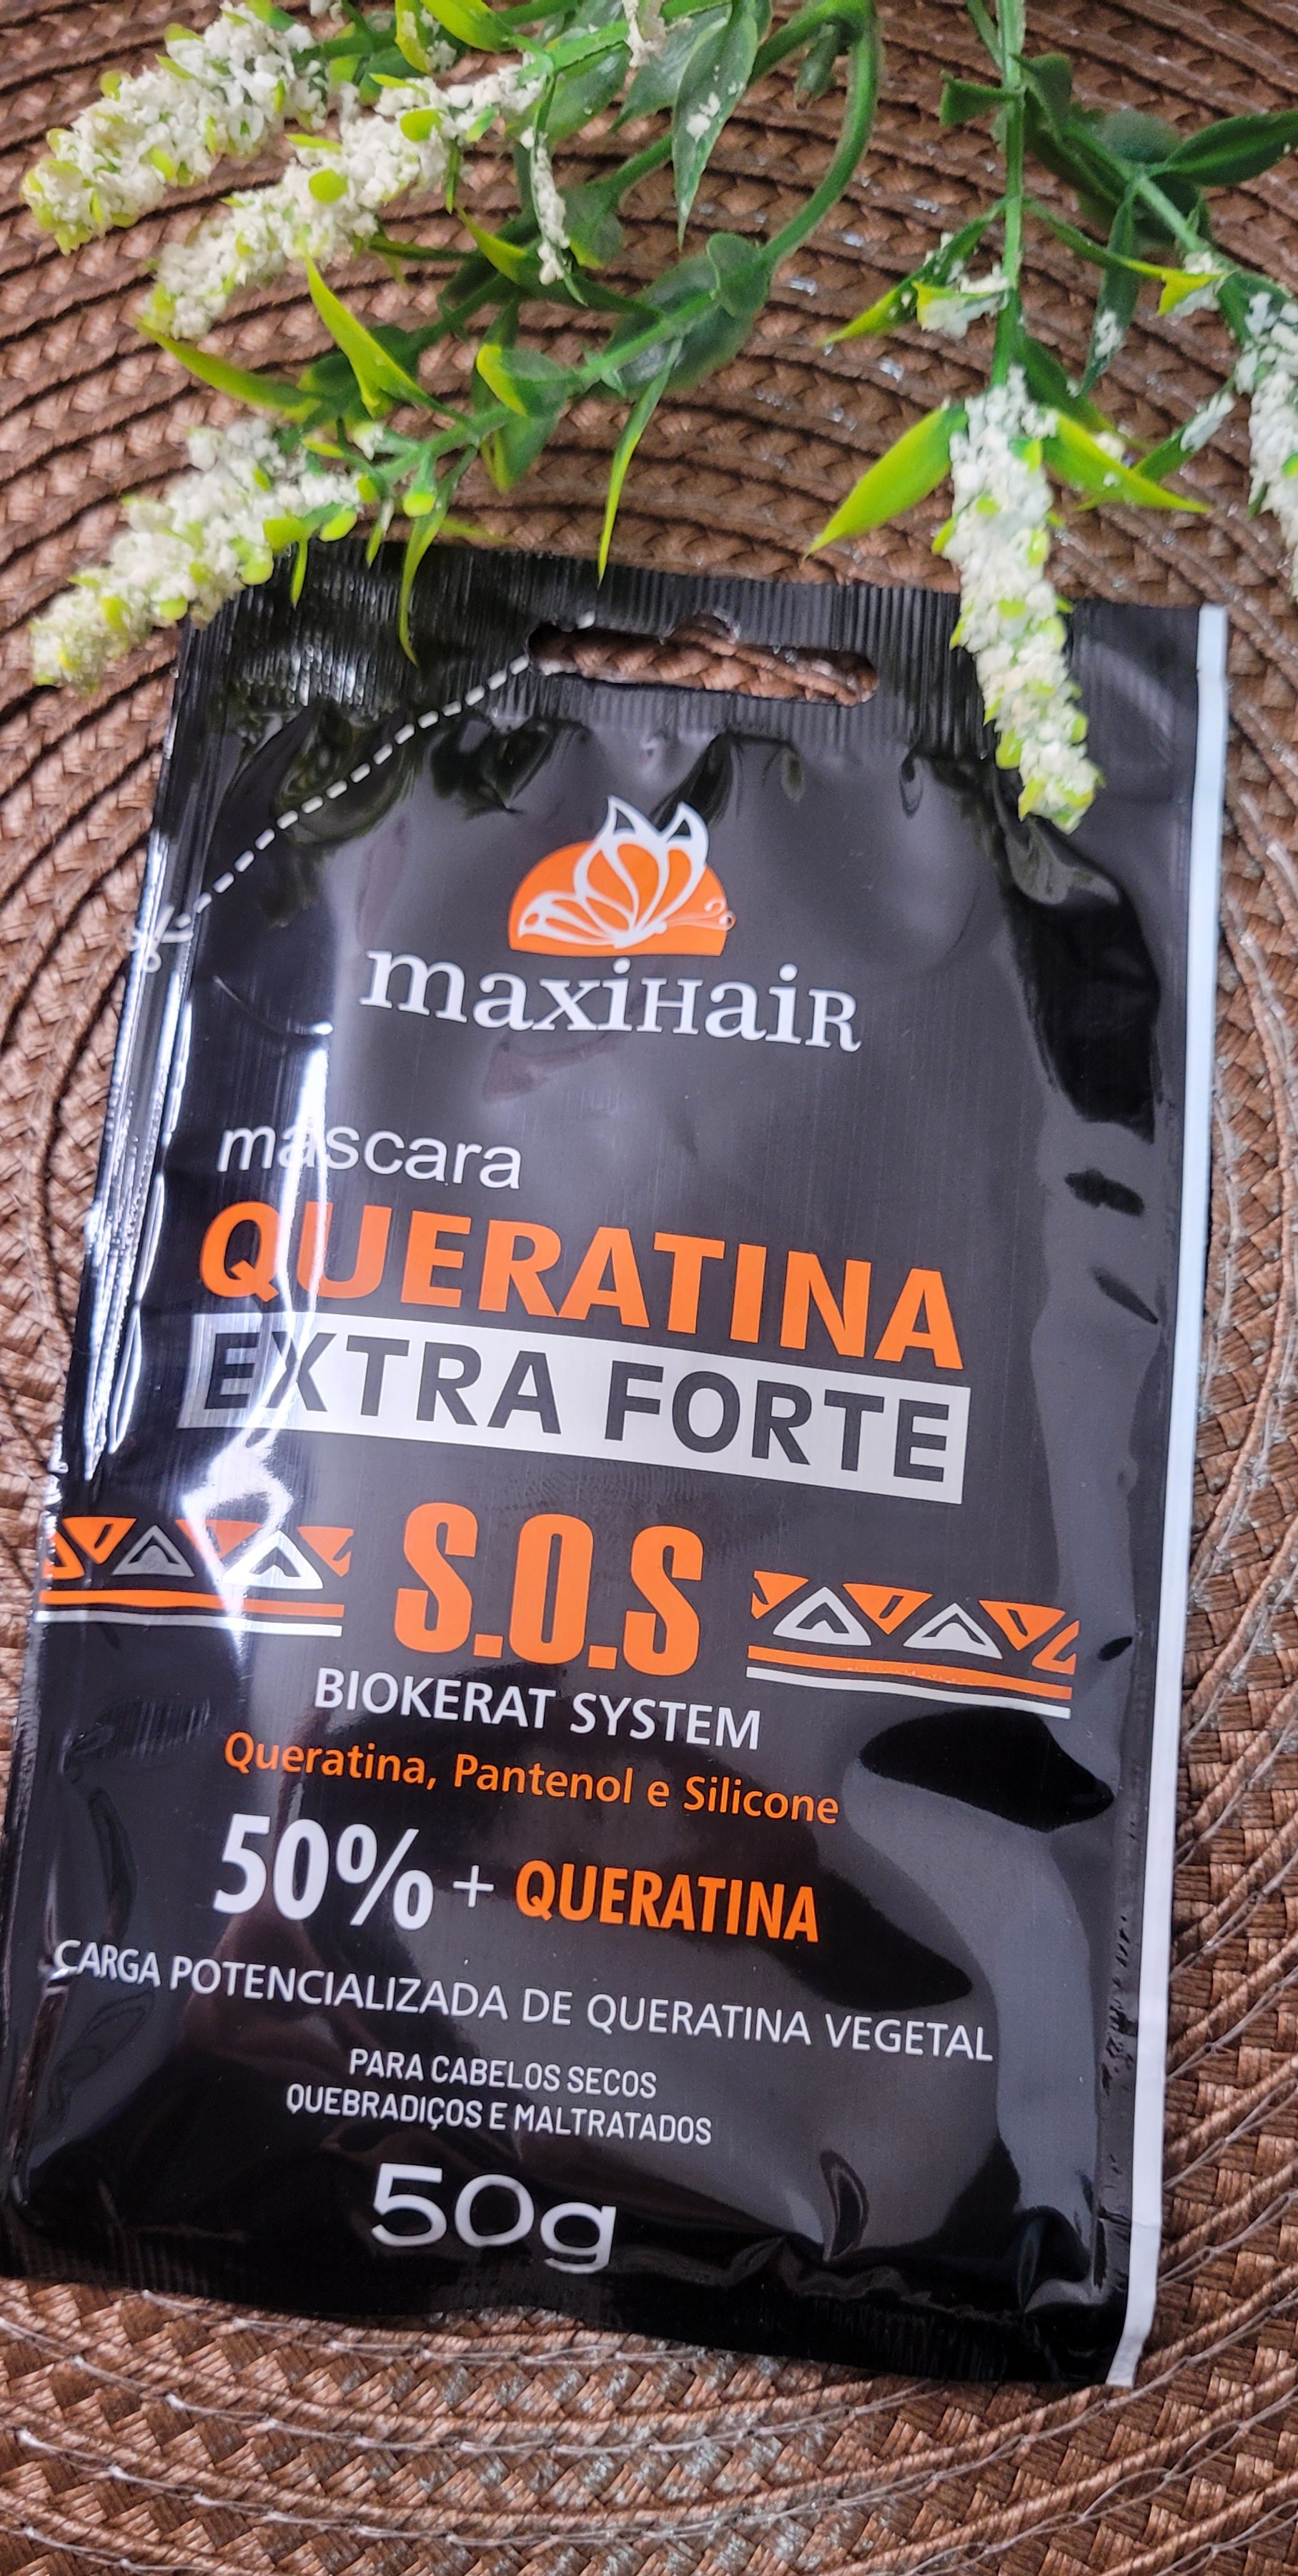 maxiHaiR
máscara
QUERATINA
EXTRA FORTE
S.O.S
BIOKERAT SYSTEM
Queratina, Pantenol e Silicone
50% + QUERATINA
CARGA POTENCIALIZADA DE QUERATINA VEGETAL
PARA CABELOS SECOS
QUEBRADIÇOS E MALTRATADOS
50g